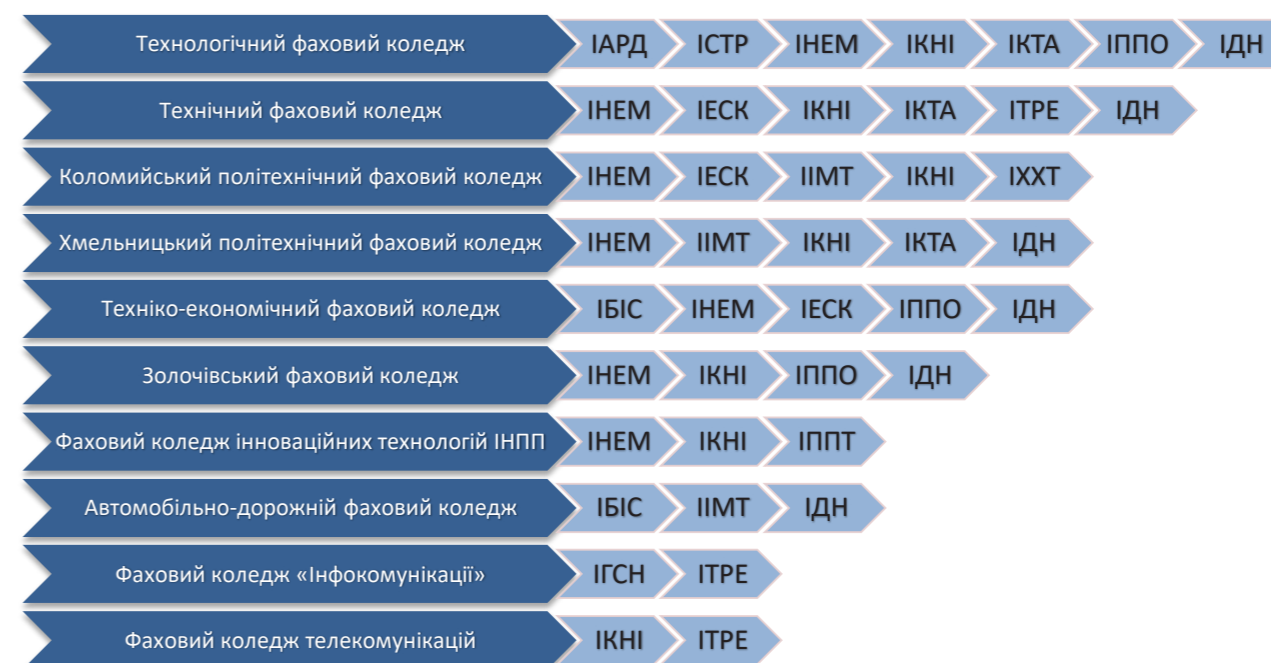 Технологічний фаховий коледж ІАРД ІСТР ІНЕМ ІКНІ ІКТА ІППО ІДН
Технічний фаховий коледж ІНЕМ ІЕСК ІКНІ ІКТА ІТРЕ ІДН
Коломийський політехнічний фаховий коледж ІНЕМ ІЕСК ІІМТ ІКНІ ІХХТ
Хмельницький політехнічний фаховий коледж ІНЕМ ІІМТ ІКНІ ІКТА ІДН
Техніко-економічний фаховий коледж ІБІС ІНЕМ ІЕСК ІППО ІДН
Золочівський фаховий коледж ІНЕМ ІКНІ ІППО ІДН
Фаховий коледж інноваційних технологій ІНПП ІНЕМ ІКНІ ІППТ
Автомобільно-дорожній фаховий коледж ІБІС ІІМТ ІДН
Фаховий коледж «Інфокомунікації» ІГСН ІТРЕ
Фаховий коледж телекомунікацій ІКНІ ІТРЕ